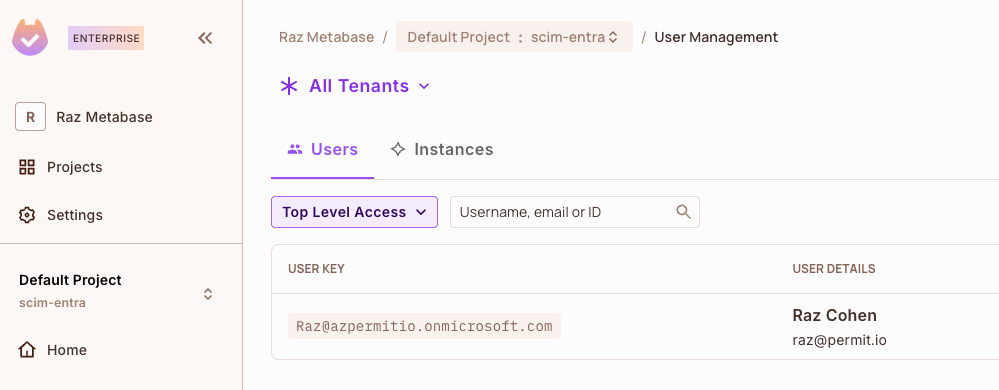 ENTERPRISE
R Raz Metabase
Projects
Settings
Default Project
scim-entra
Home
Raz Metabase / Default Project : scim-entra / User Management
All Tenants
Users Instances
Top Level Access Username, email or ID
USER KEY USER DETAILS
Raz@azpermitio.onmicrosoft.com Raz Cohen
raz@permit.io